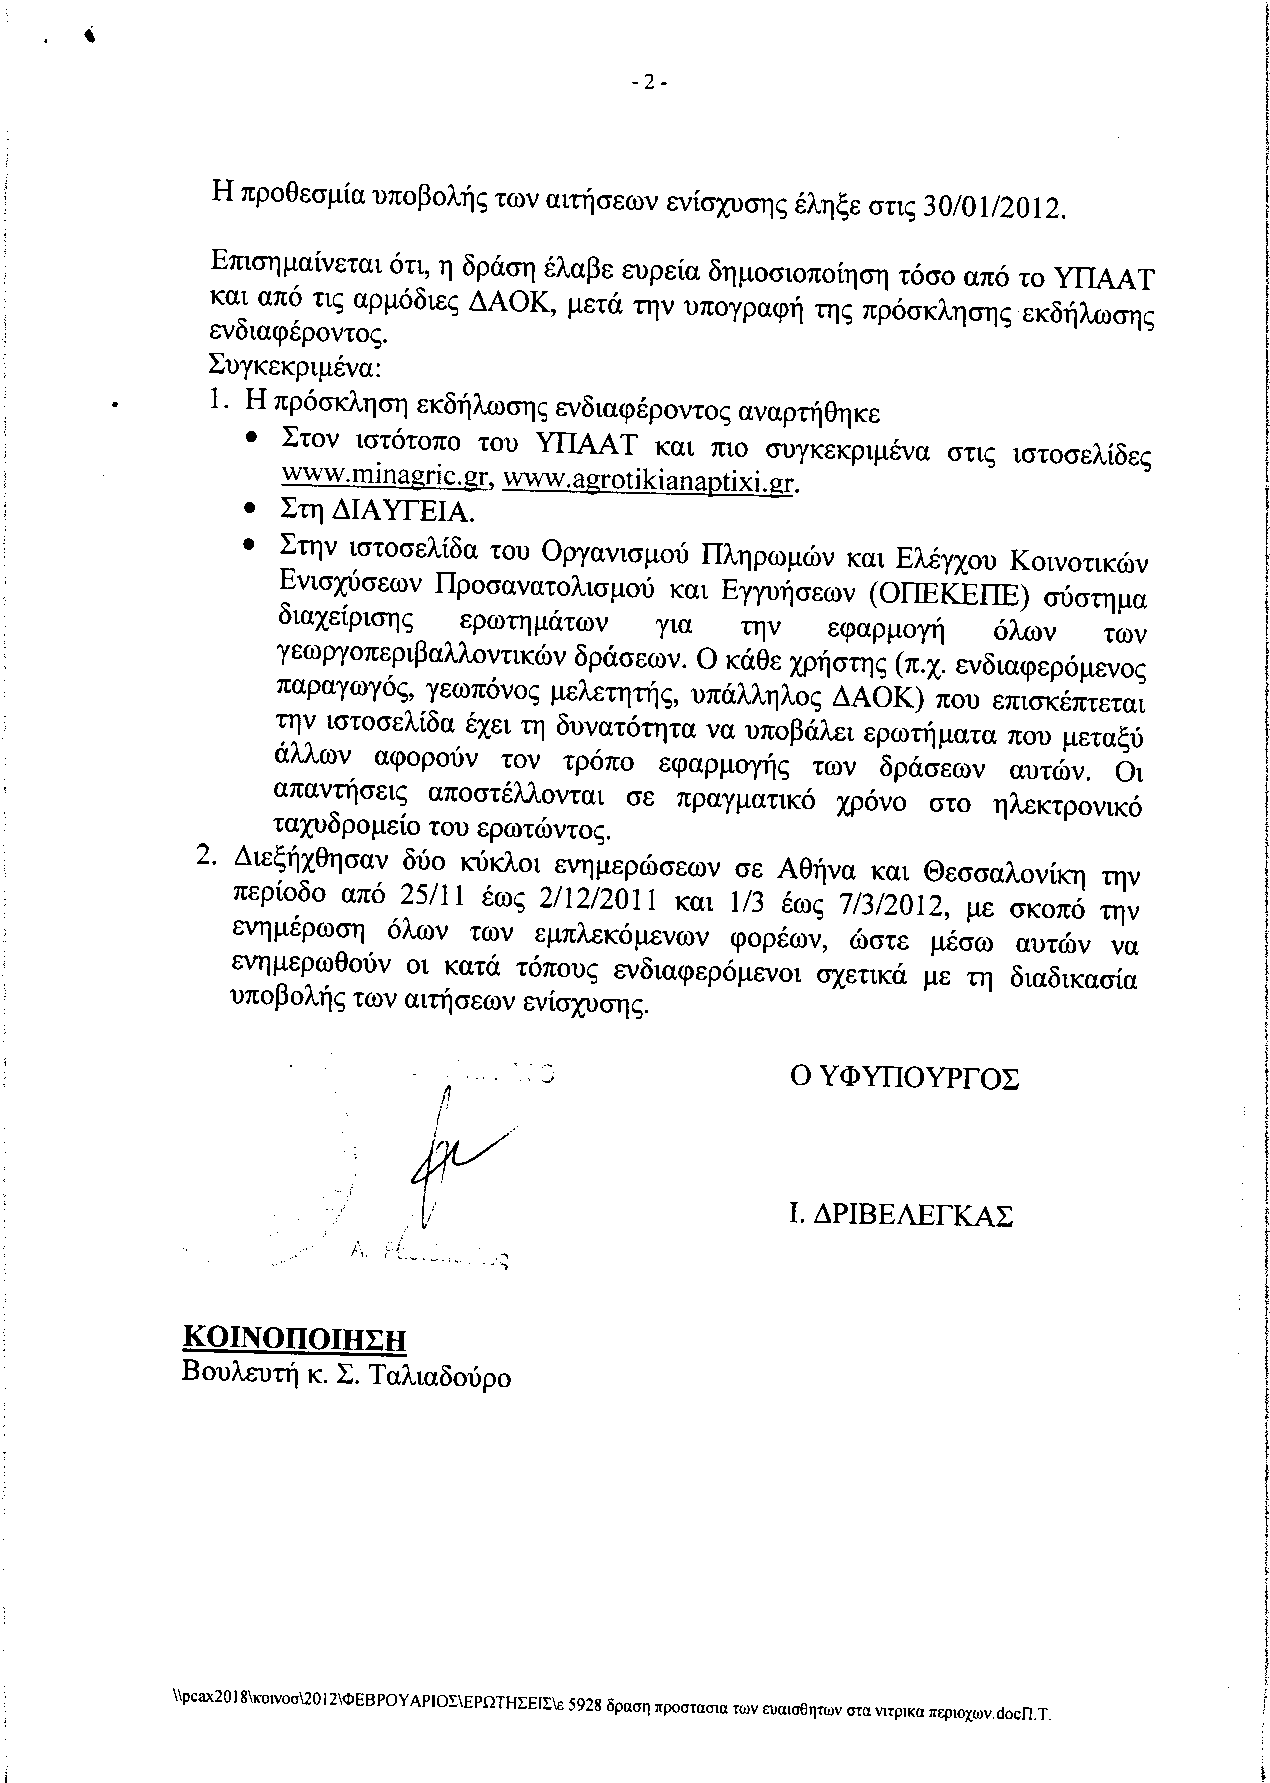 - 2 -
Η προθεσμία υποβολής των αιτήσεων ενίσχυσης έληξε στις 30/01/2012.
Επισημαίνεται ότι, η δράση έλαβε ευρεία δημοσιοποίηση τόσο από το ΥΠΑΑΤ
και από τις αρμόδιες ΔΑΟΚ, μετά την υπογραφή της πρόσκλησης εκδήλωσης
ενδιαφέροντος.
Συγκεκριμένα:
1. Η πρόσκληση εκδήλωσης ενδιαφέροντος αναρτήθηκε
• Στον ιστότοπο του ΥΠΑΑΤ και πιο συγκεκριμένα στις ιστοσελίδες
www.minagric.gr, www.agrotikianaptixi.gr.
• Στη ΔΙΑΥΓΕΙΑ.
• Στην ιστοσελίδα του Οργανισμού Πληρωμών και Ελέγχου Κοινοτικών
Ενισχύσεων Προσανατολισμού και Εγγυήσεων (ΟΠΕΚΕΠΕ) σύστημα
διαχείρισης ερωτημάτων για την εφαρμογή όλων των
γεωργοπεριβαλλοντικών δράσεων. Ο κάθε χρήστης (π.χ. ενδιαφερόμενος
παραγωγός, γεωπόνος μελετητής, υπάλληλος ΔΑΟΚ) που επισκέπτεται
την ιστοσελίδα έχει τη δυνατότητα να υποβάλει ερωτήματα που μεταξύ
άλλων αφορούν τον τρόπο εφαρμογής των δράσεων αυτών. Οι
απαντήσεις αποστέλλονται σε πραγματικό χρόνο στο ηλεκτρονικό
ταχυδρομείο του ερωτώντος.
2. Διεξήχθησαν δύο κύκλοι ενημερώσεων σε Αθήνα και Θεσσαλονίκη την
περίοδο από 25/11 έως 2/12/2011 και 1/3 έως 7/3/2012, με σκοπό την
ενημέρωση όλων των εμπλεκόμενων φορέων, ώστε μέσω αυτών να
ενημερωθούν οι κατά τόπους ενδιαφερόμενοι σχετικά με τη διαδικασία
υποβολής των αιτήσεων ενίσχυσης.
Ο ΥΦΥΠΟΥΡΓΟΣ
Ι. ΔΡΙΒΕΛΕΓΚΑΣ
ΚΟΙΝΟΠΟΙΗΣΗ
Βουλευτή κ. Σ. Ταλιαδούρο
\\pcax2018\κοινοσ\2012\ΦΕΒΡΟΥΑΡΙΟΣ\ΕΡΩΤΗΣΕΙΣ\ε 5928 δραση προστασια των ευαισθητων στα νιτρικα περιοχων.docΠ.Τ.